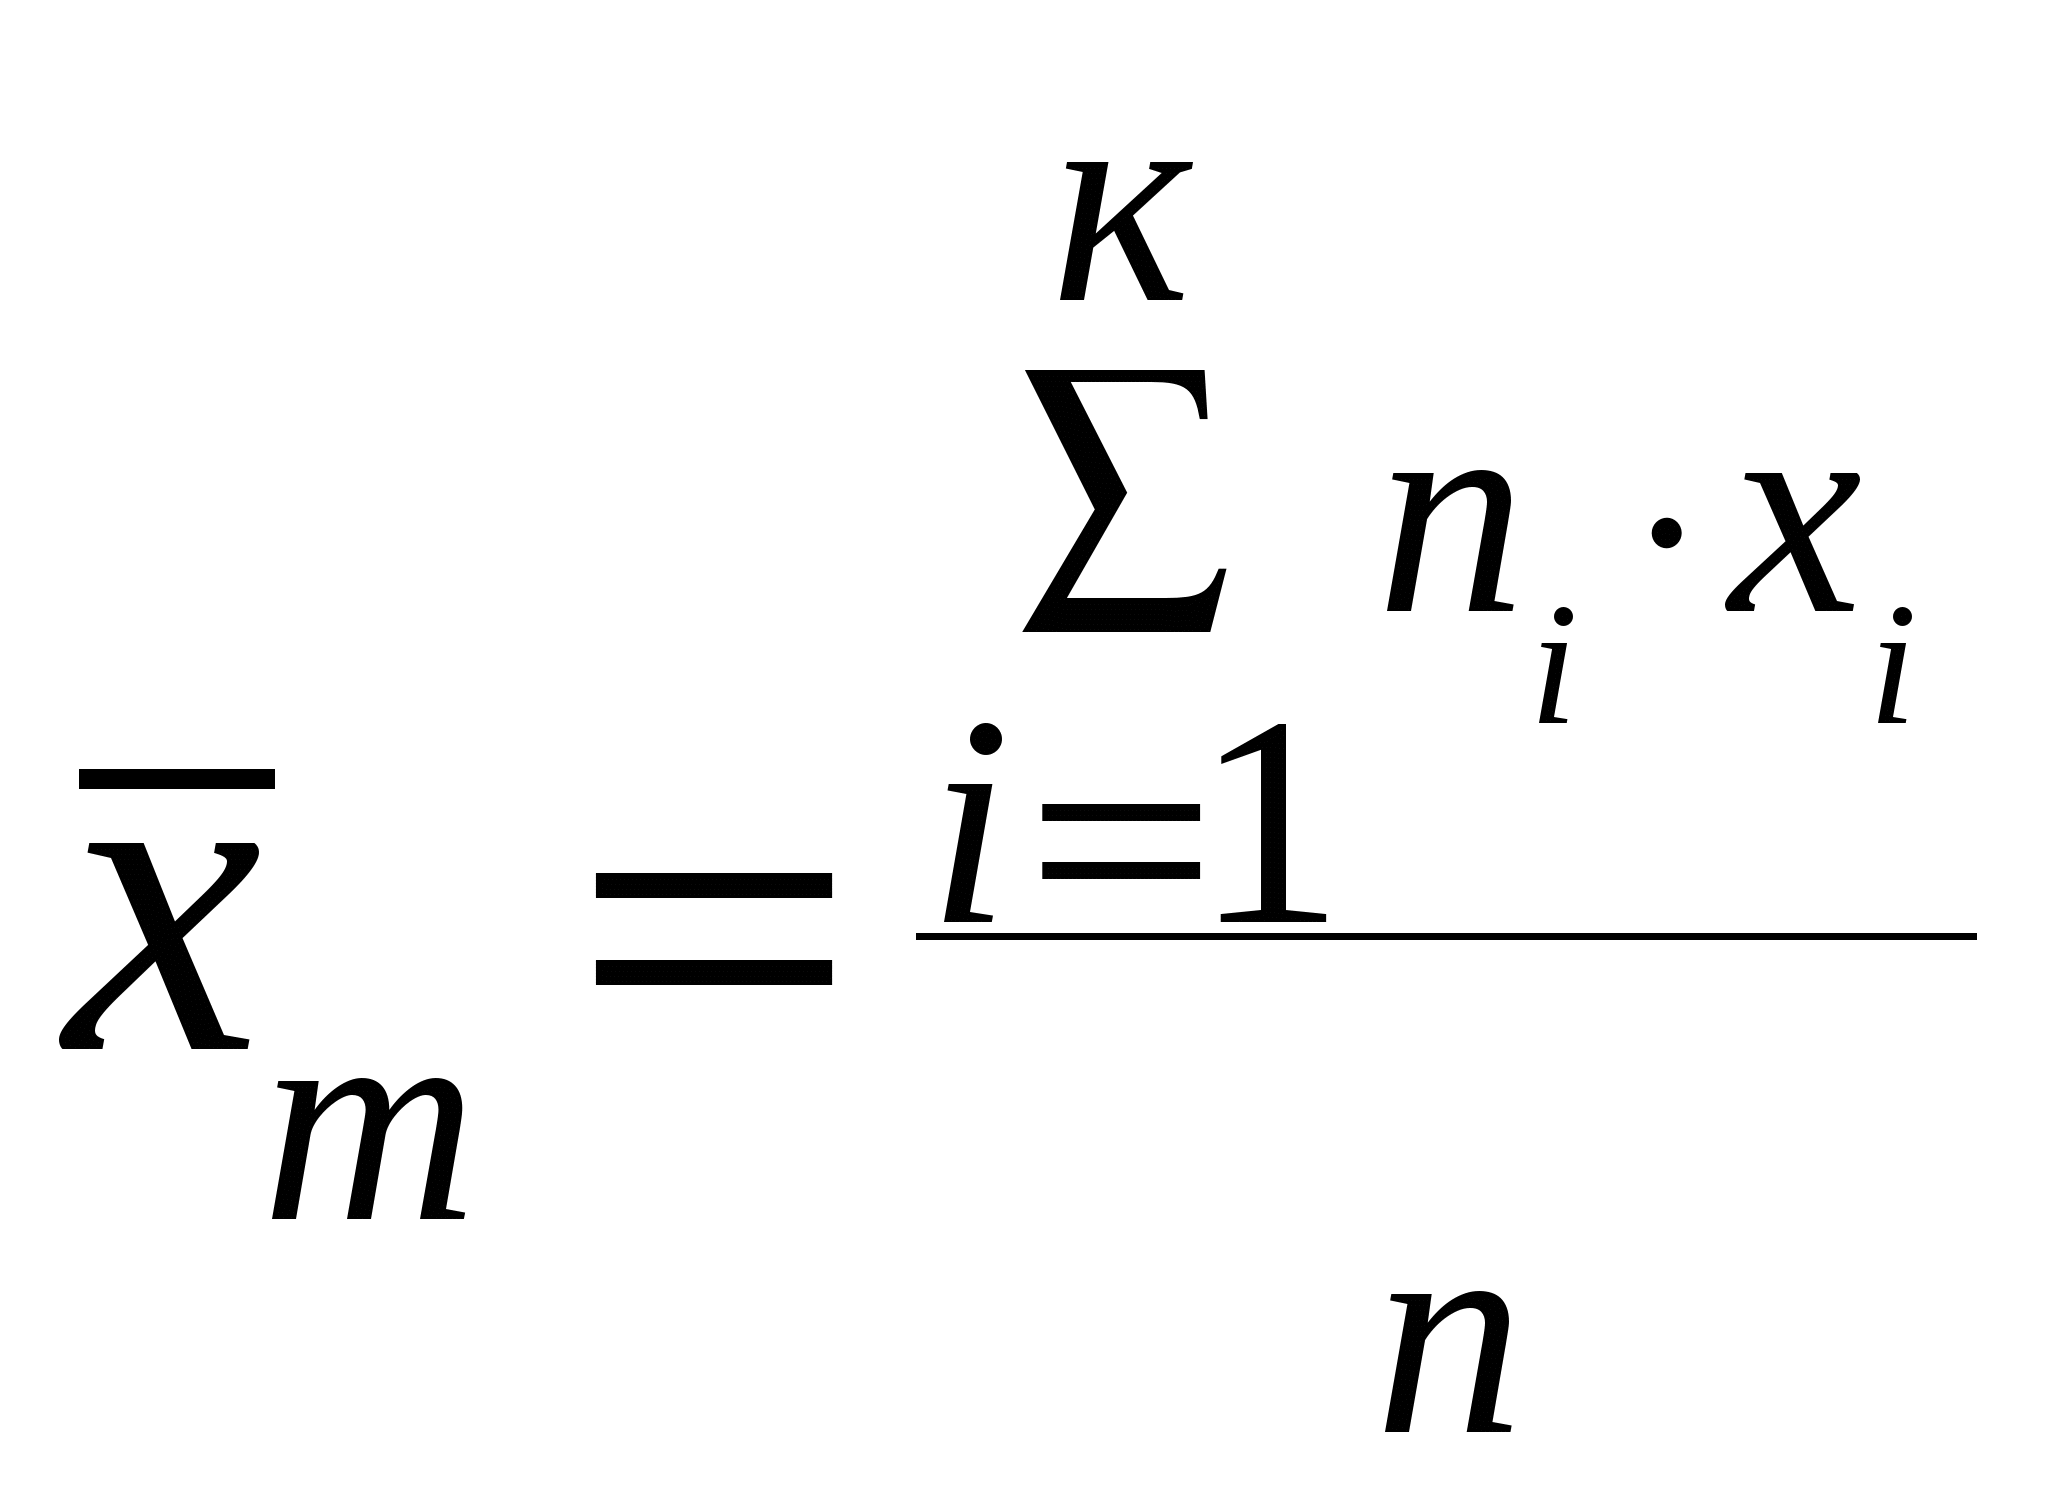 к
Σ n_i · x_i
i=1
x̅_m =
n